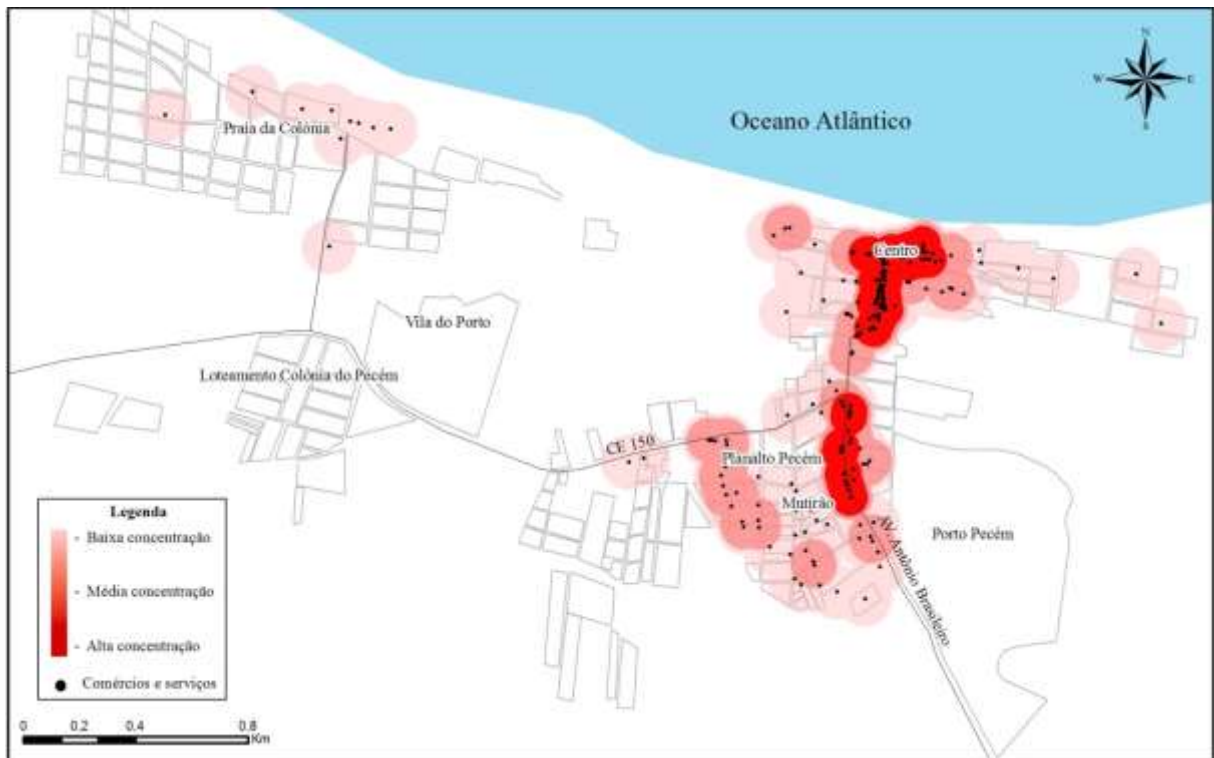 N
W E
S
Oceano Atlântico
Praia da Colônia
Centro
Vila do Porto
Loteamento Colônia do Pecém
CE 150
Planalto Pecém
Mutirão
Porto Pecém
Av. Antônio Brasileiro
Legenda
- Baixa concentração
- Média concentração
- Alta concentração
Comércios e serviços
0 0.2 0.4 0.8
Km